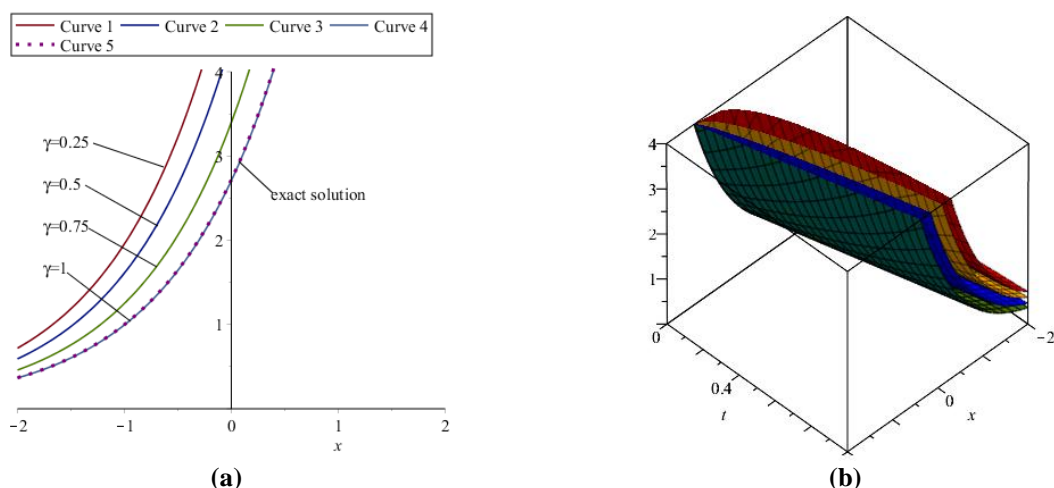 Curve 1 Curve 2 Curve 3 Curve 4
Curve 5
4
γ=0.25
3
γ=0.5
exact solution
γ=0.75
2
γ=1
1
−2 −1 0 1 2
x
(a)
4
3
2
1
0
0.4
t
0
x
−2
(b)